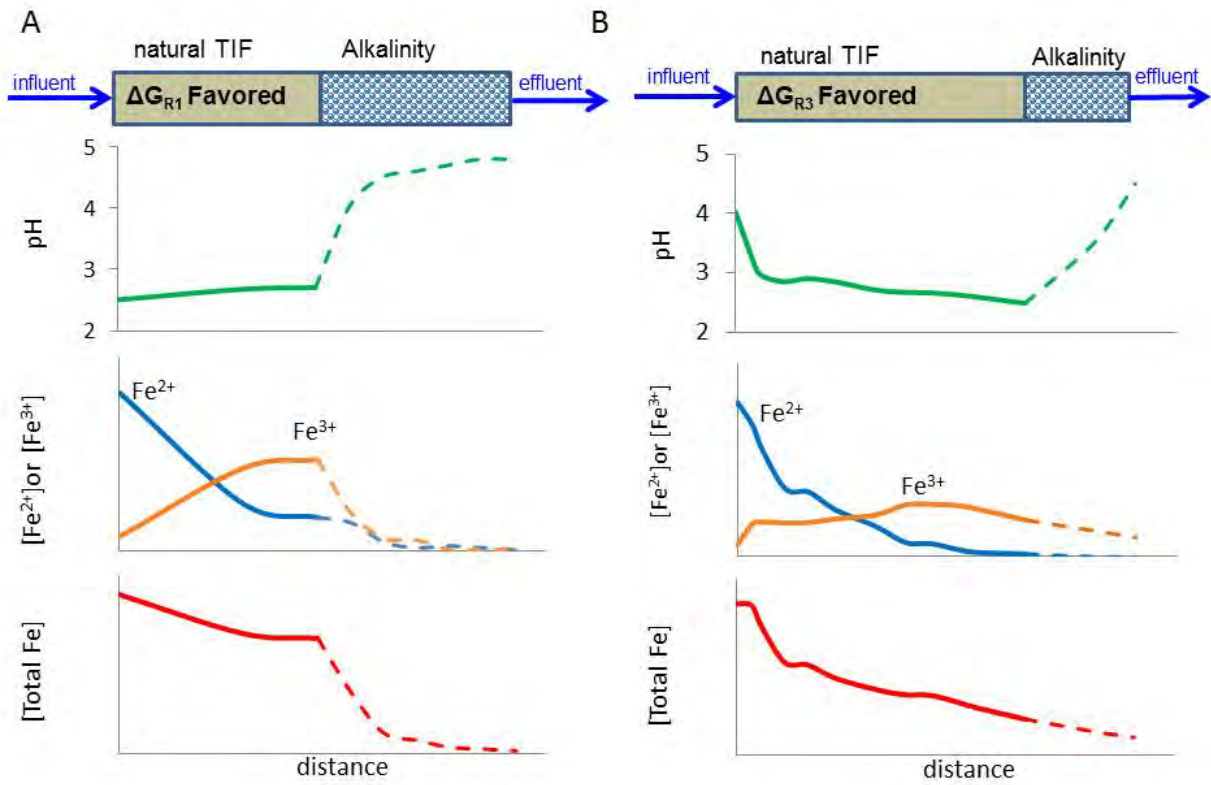 A
natural TIF Alkalinity
influent ΔG_R1 Favored effluent
pH
5
4
3
2
[Fe²⁺]or [Fe³⁺]
Fe²⁺
Fe³⁺
[Total Fe]
distance
B
natural TIF Alkalinity
influent ΔG_R3 Favored effluent
pH
5
4
3
2
[Fe²⁺]or [Fe³⁺]
Fe²⁺
Fe³⁺
[Total Fe]
distance